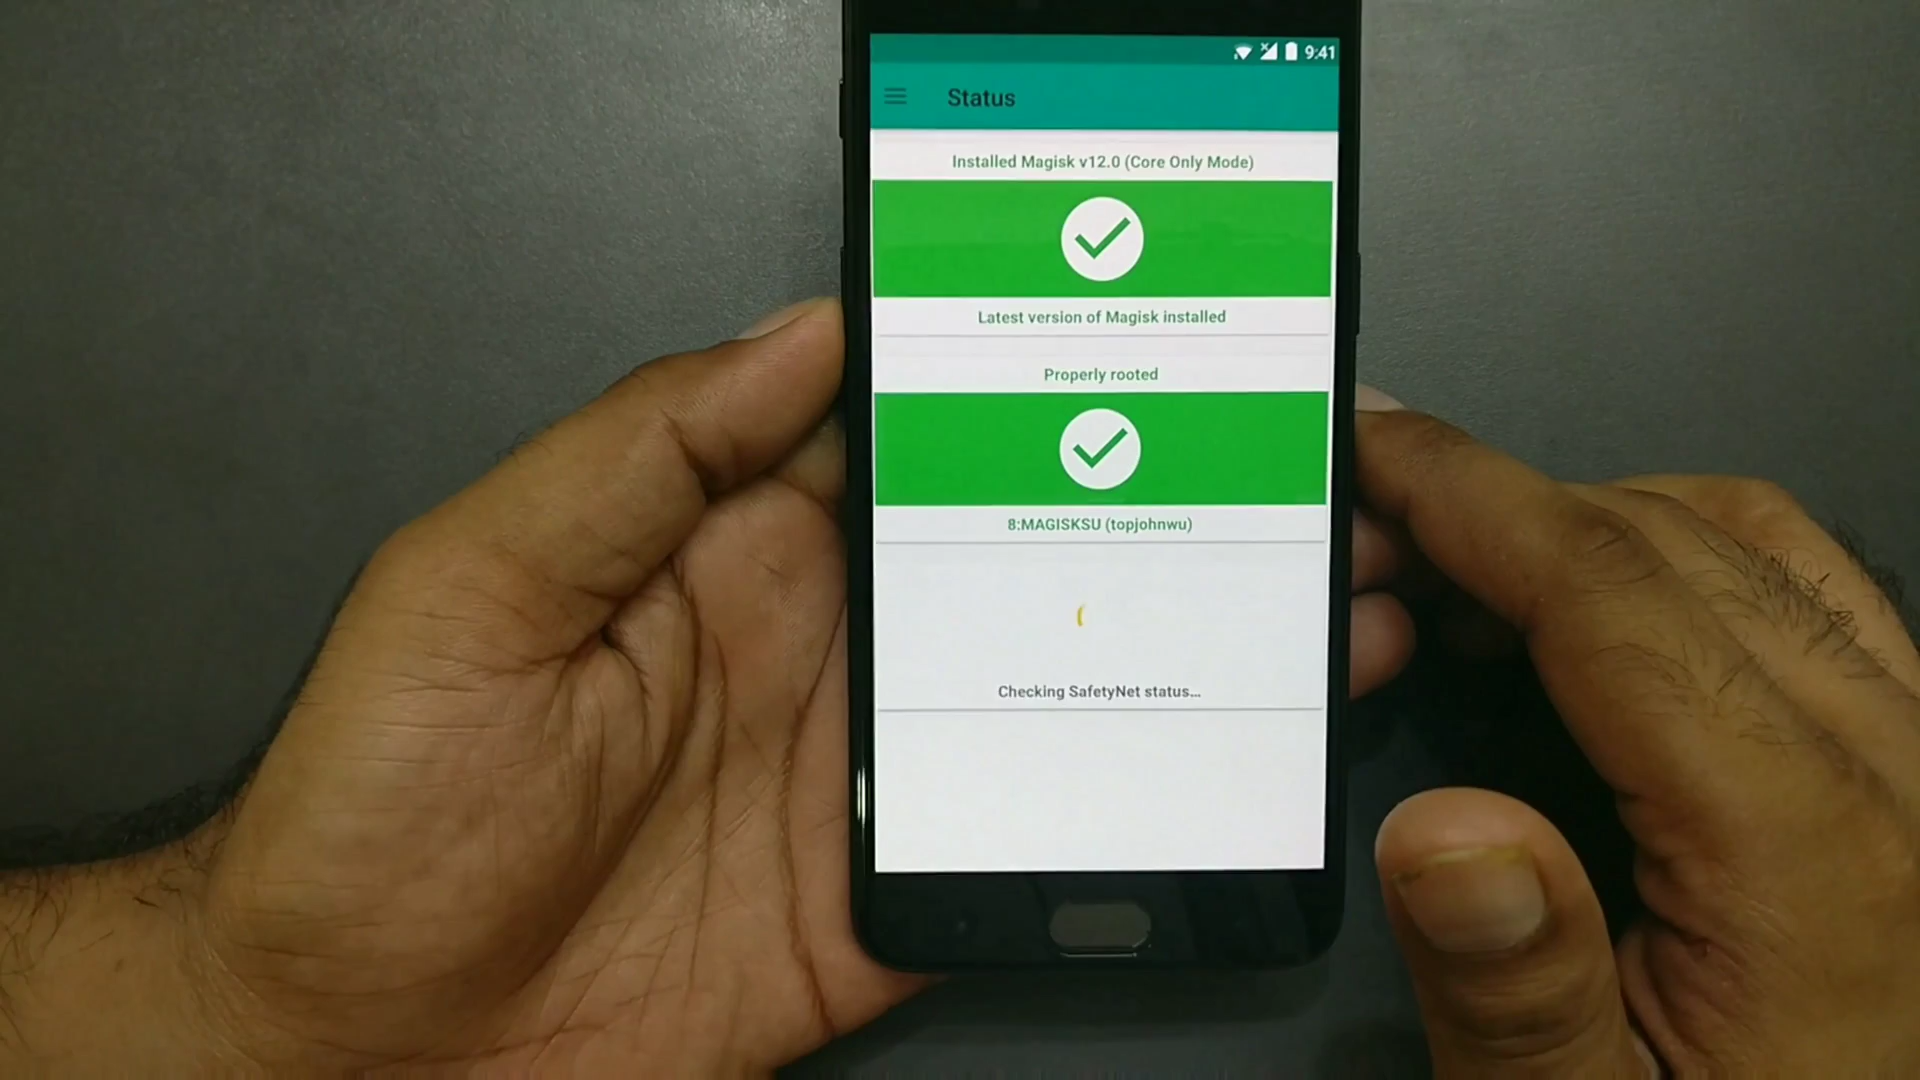 9:41
Status
Installed Magisk v12.0 (Core Only Mode)
Latest version of Magisk installed
Properly rooted
8:MAGISKSU (topjohnwu)
Checking SafetyNet status...